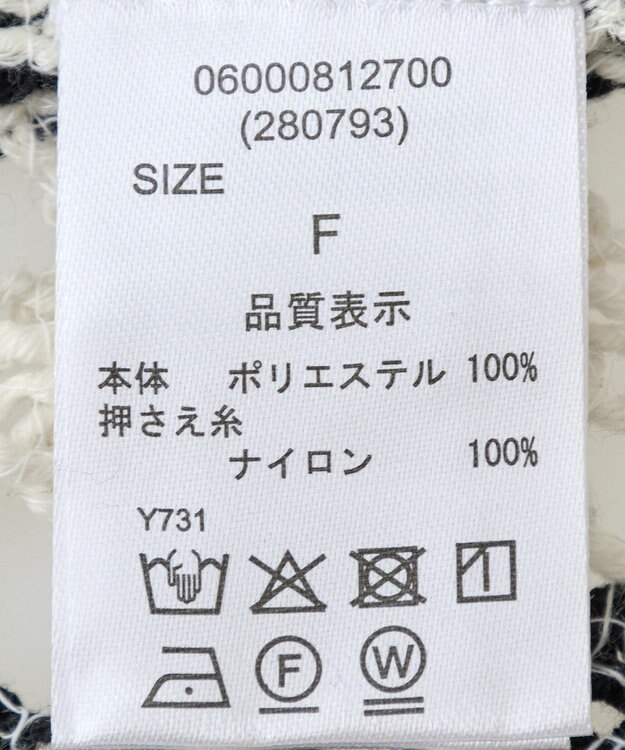 06000812700
(280793)
SIZE
F
品質表示
本体 ポリエステル 100%
押さえ糸
ナイロン 100%
Y731
F W